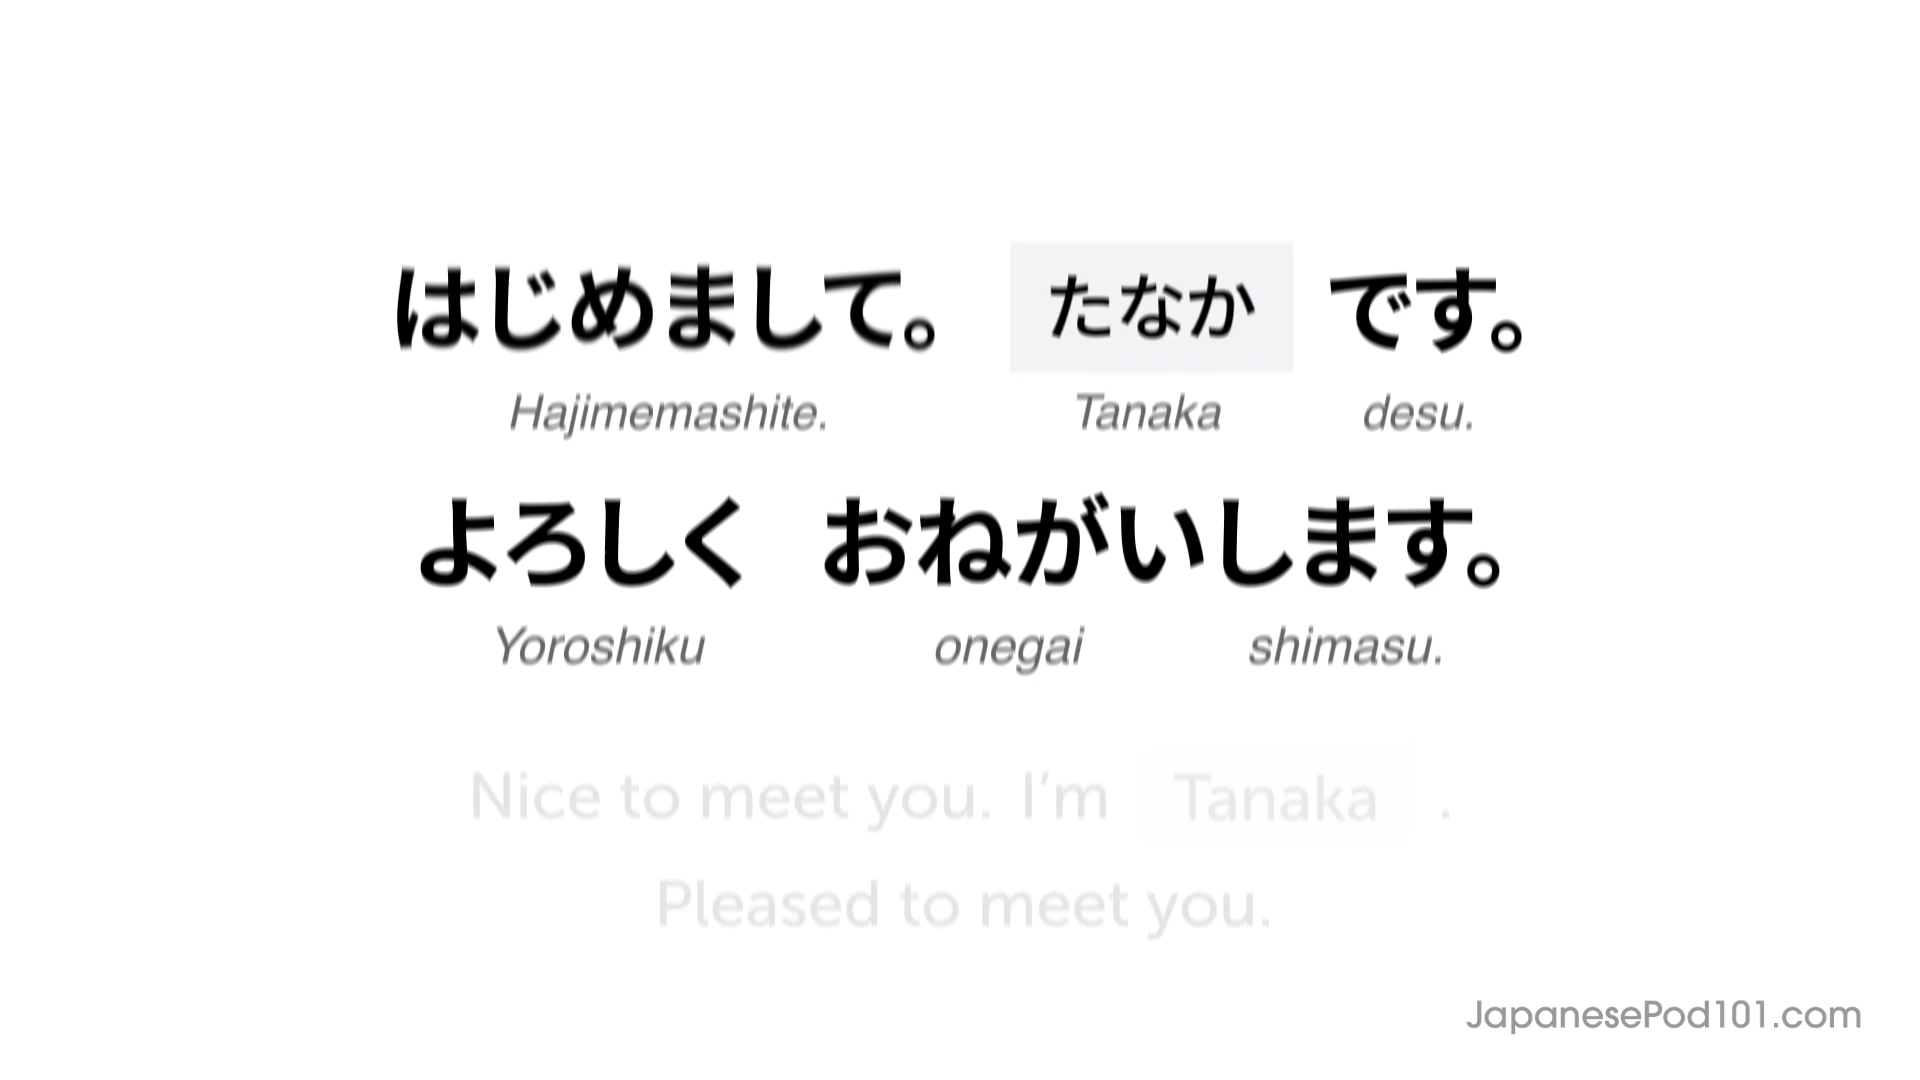 はじめまして。 たなか です。
Hajimemashite. Tanaka desu.
よろしく おねがいします。
Yoroshiku onegai shimasu.
Nice to meet you. I’m Tanaka .
Pleased to meet you.
JapanesePod101.com